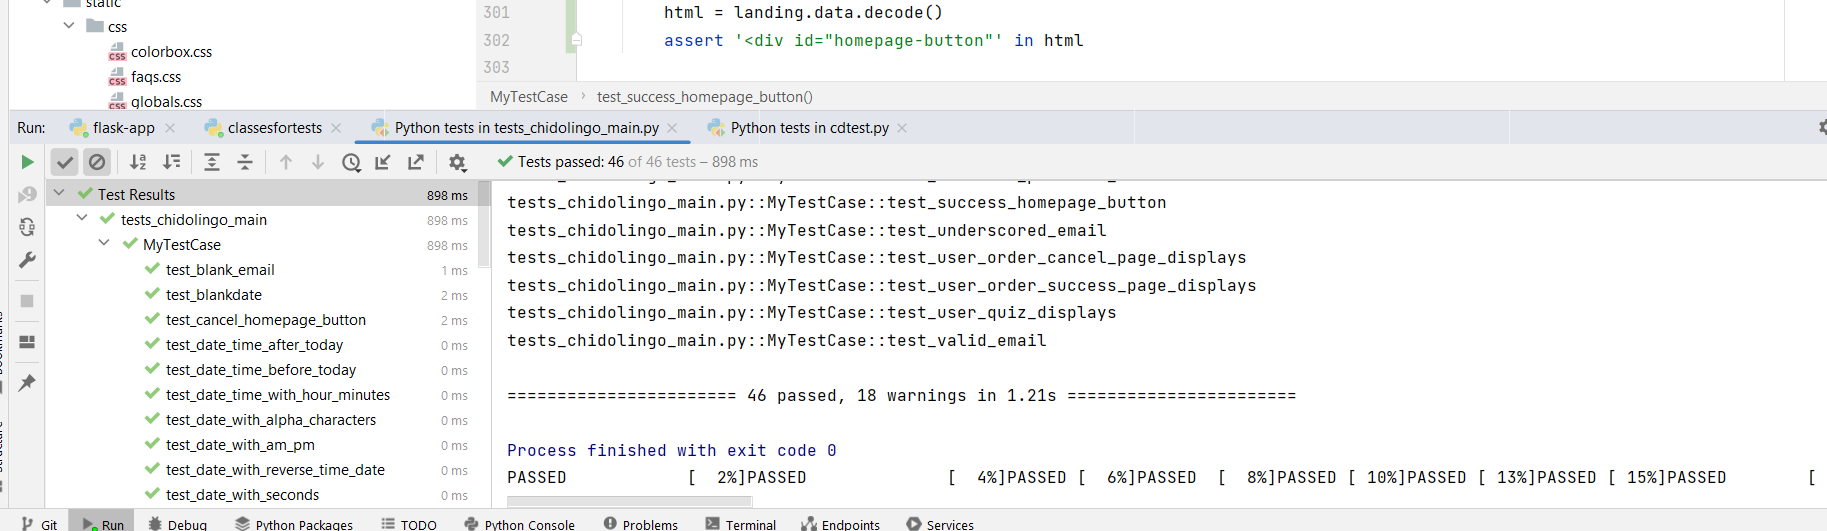 static
css
colorbox.css
faqs.css
globals.css
301 html = landing.data.decode()
302 assert '<div id="homepage-button"' in html
303
MyTestCase test_success_homepage_button()
Run: flask-app classesfortests Python tests in tests_chidolingo_main.py Python tests in cdtest.py
Tests passed: 46 of 46 tests – 898 ms
Test Results 898 ms
tests_chidolingo_main 898 ms
MyTestCase 898 ms
test_blank_email 1 ms
test_blankdate 2 ms
test_cancel_homepage_button 2 ms
test_date_time_after_today 0 ms
test_date_time_before_today 0 ms
test_date_time_with_hour_minutes 0 ms
test_date_with_alpha_characters 0 ms
test_date_with_am_pm 0 ms
test_date_with_reverse_time_date 0 ms
test_date_with_seconds 0 ms
tests_chidolingo_main.py::MyTestCase::test_success_homepage_button
tests_chidolingo_main.py::MyTestCase::test_underscored_email
tests_chidolingo_main.py::MyTestCase::test_user_order_cancel_page_displays
tests_chidolingo_main.py::MyTestCase::test_user_order_success_page_displays
tests_chidolingo_main.py::MyTestCase::test_user_quiz_displays
tests_chidolingo_main.py::MyTestCase::test_valid_email
======================= 46 passed, 18 warnings in 1.21s =======================
Process finished with exit code 0
PASSED [ 2%]PASSED [ 4%]PASSED [ 6%]PASSED [ 8%]PASSED [ 10%]PASSED [ 13%]PASSED [ 15%]PASSED [
Git Run Debug Python Packages TODO Python Console Problems Terminal Endpoints Services